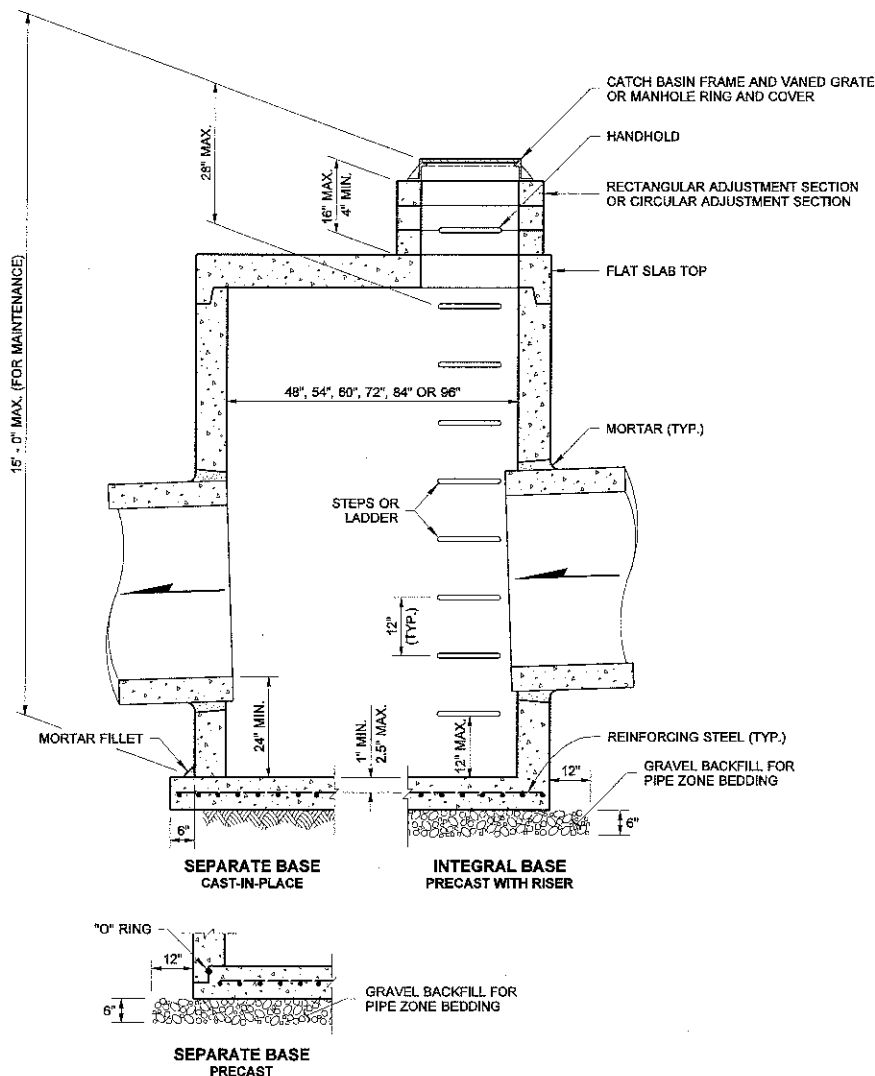 CATCH BASIN FRAME AND VANED GRATE
OR MANHOLE RING AND COVER
HANDHOLD
28" MAX.
16" MAX.
4" MIN.
RECTANGULAR ADJUSTMENT SECTION
OR CIRCULAR ADJUSTMENT SECTION
FLAT SLAB TOP
15' - 0" MAX. (FOR MAINTENANCE)
48", 54", 60", 72", 84" OR 96"
MORTAR (TYP.)
STEPS OR
LADDER
12"
(TYP.)
24" MIN.
1" MIN.
2.5" MAX.
12" MAX.
MORTAR FILLET
REINFORCING STEEL (TYP.)
12"
GRAVEL BACKFILL FOR
PIPE ZONE BEDDING
6"
6"
SEPARATE BASE
CAST-IN-PLACE
INTEGRAL BASE
PRECAST WITH RISER
"O" RING
12"
GRAVEL BACKFILL FOR
PIPE ZONE BEDDING
6"
SEPARATE BASE
PRECAST